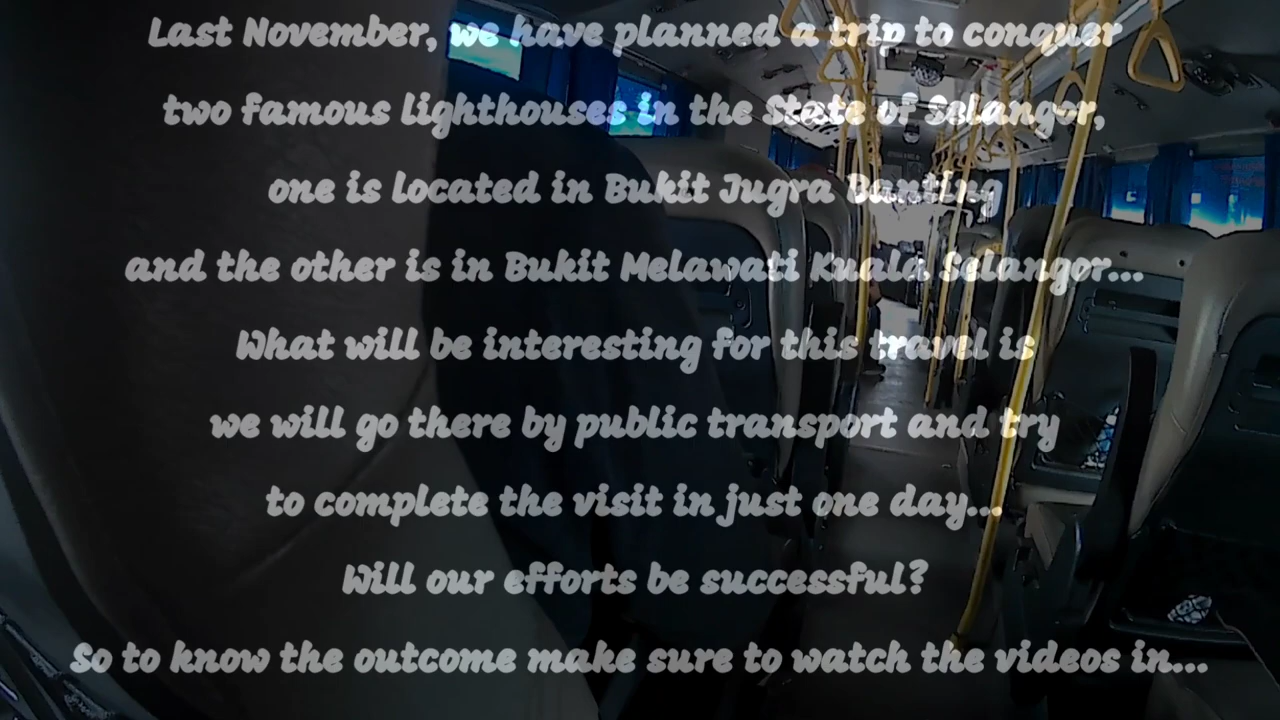 Last November, we have planned a trip to conquer
two famous lighthouses in the State of Selangor,
one is located in Bukit Jugra Banting
and the other is in Bukit Melawati Kuala Selangor...
What will be interesting for this travel is
we will go there by public transport and try
to complete the visit in just one day...
Will our efforts be successful?
So to know the outcome make sure to watch the videos in...